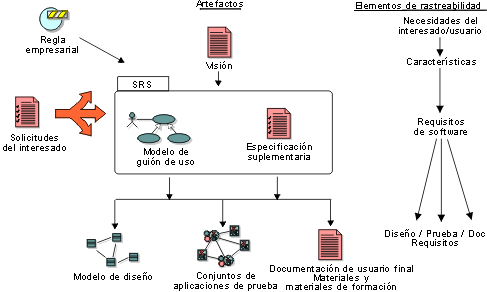 Artefactos
Elementos de rastreabilidad
Regla
empresarial
Visión
Necesidades del
interesado/usuario
Características
SRS
Solicitudes
del interesado
Modelo de
guión de uso
Especificación
suplementaria
Requisitos
de software
Modelo de diseño
Conjuntos de
aplicaciones de prueba
Documentación de usuario final
Materiales y
materiales de formación
Diseño / Prueba / Doc
Requisitos